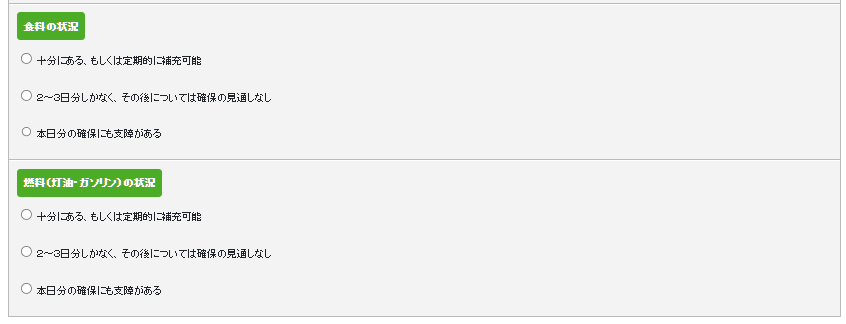 食料の状況
十分にある、もしくは定期的に補充可能
2～3日分しかなく、その後については確保の見通しなし
本日分の確保にも支障がある
燃料(灯油・ガソリン)の状況
十分にある、もしくは定期的に補充可能
2～3日分しかなく、その後については確保の見通しなし
本日分の確保にも支障がある